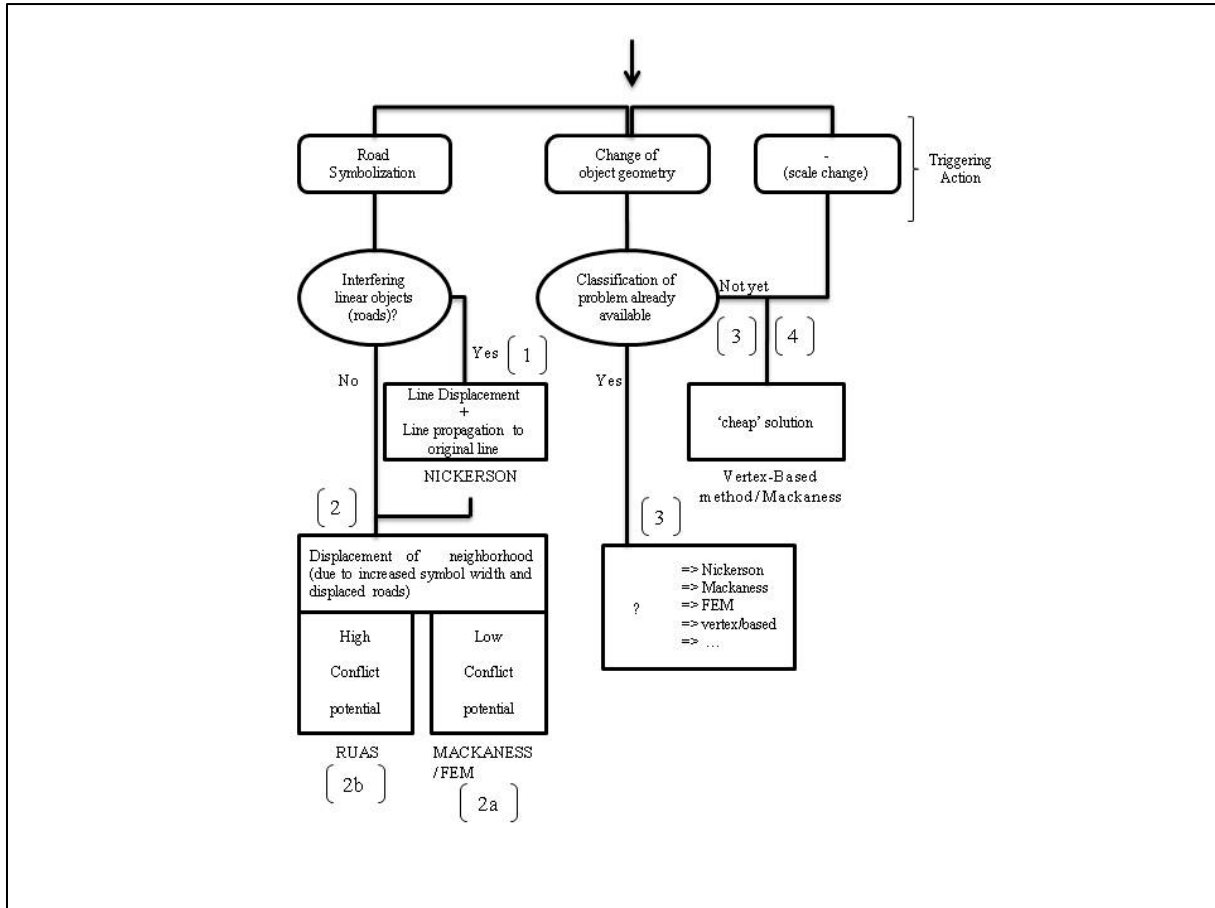 Road
Symbolization
Change of
object geometry
-
(scale change)
Triggering
Action
Interfering
linear objects
(roads)?
Classification of
problem already
available
Not yet
[3]
[4]
Yes [1]
No
Yes
Line Displacement
+
Line propagation to
original line
NICKERSON
'cheap' solution
Vertex-Based
method/Mackaness
[2]
[3]
Displacement of neighborhood
(due to increased symbol width and
displaced roads)
High
Conflict
potential
Low
Conflict
potential
RUAS
[2b]
MACKANESS
/FEM
[2a]
?
=> Nickerson
=> Mackaness
=> FEM
=> vertex/based
=> ...